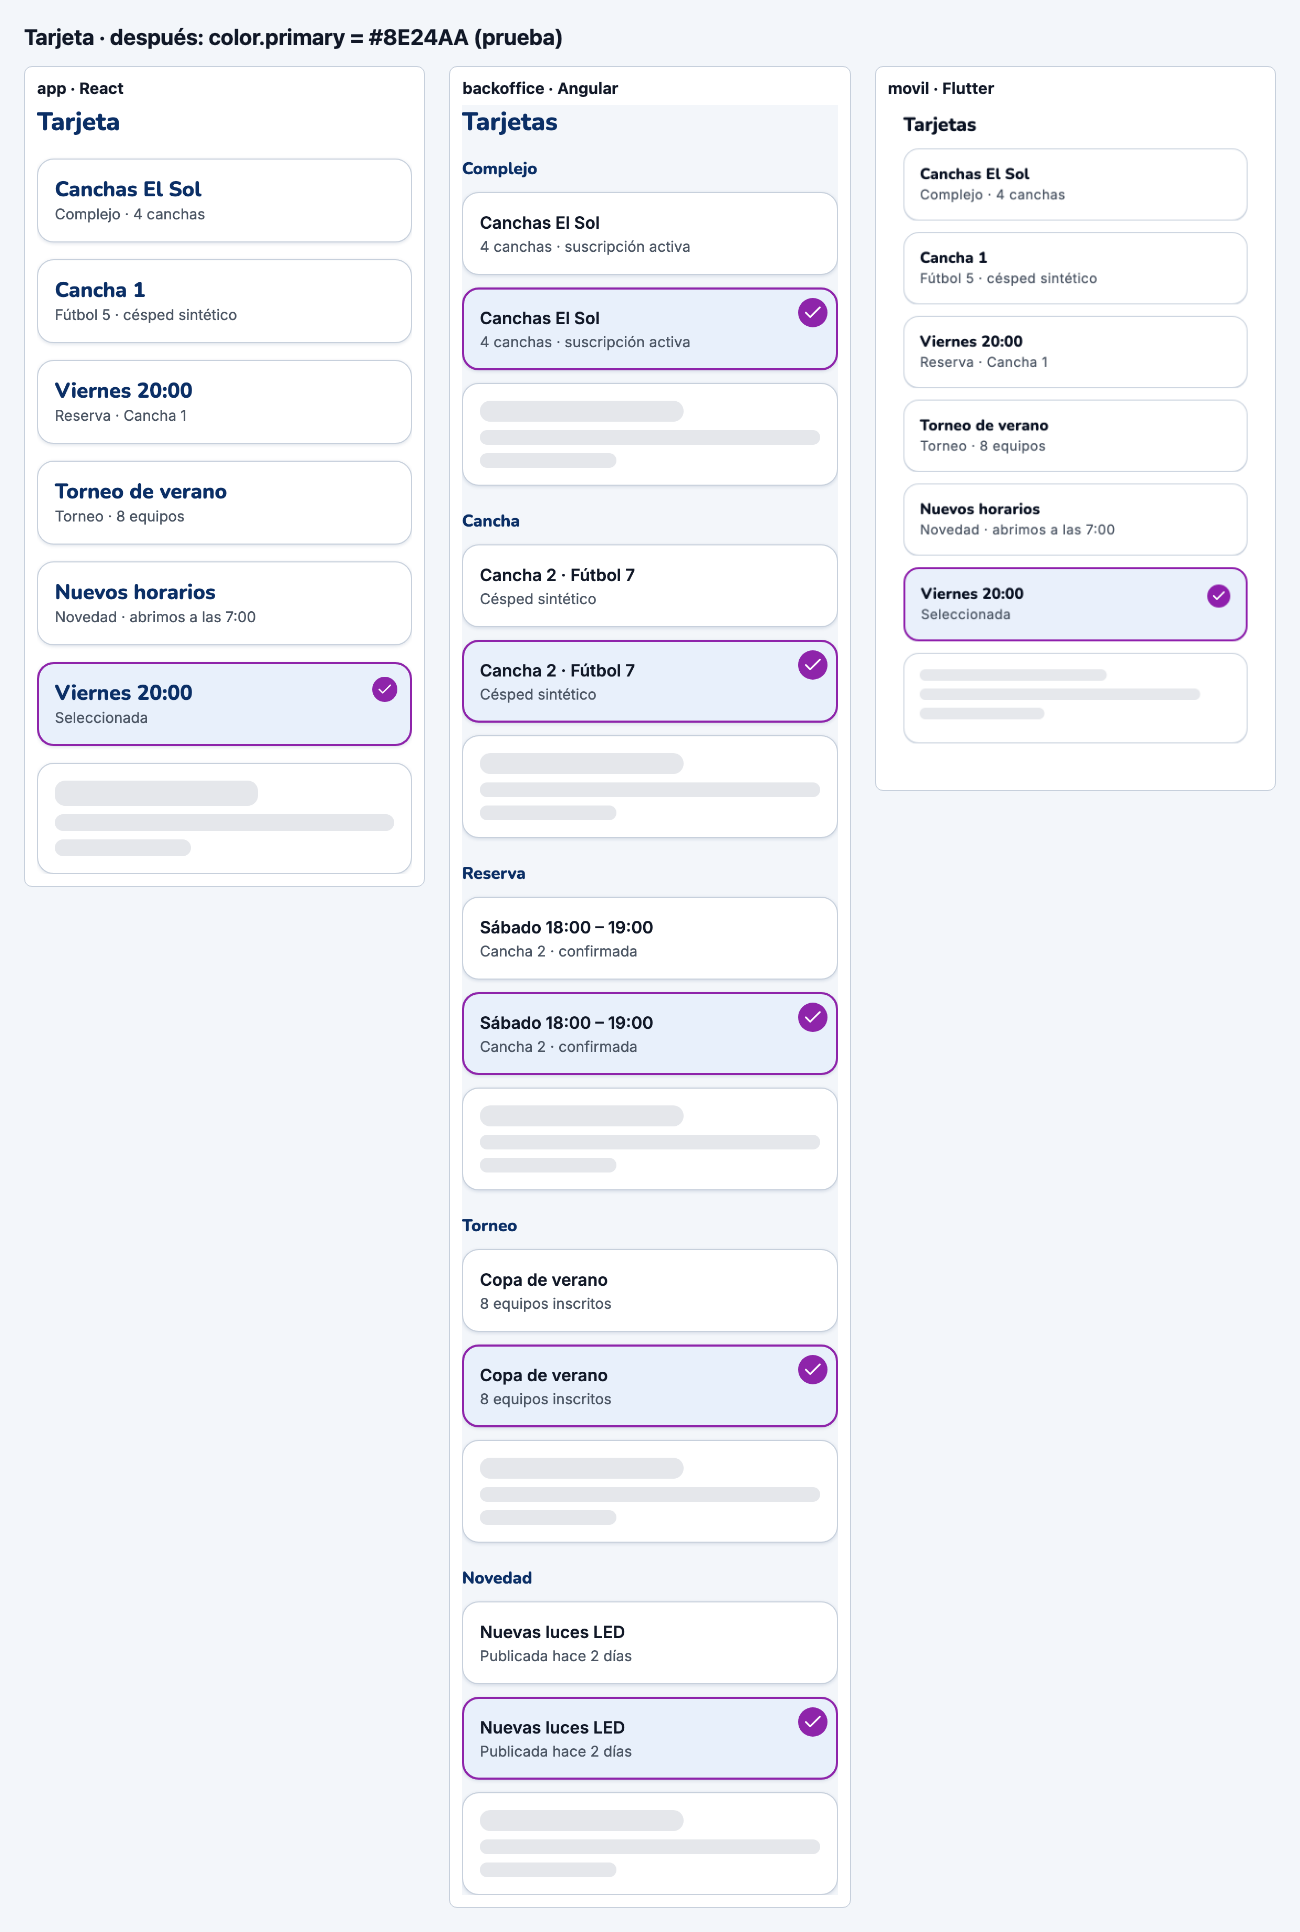 Tarjeta · después: color.primary = #8E24AA (prueba)
app · React
Tarjeta
Canchas El Sol
Complejo · 4 canchas
Cancha 1
Fútbol 5 · césped sintético
Viernes 20:00
Reserva · Cancha 1
Torneo de verano
Torneo · 8 equipos
Nuevos horarios
Novedad · abrimos a las 7:00
Viernes 20:00
Seleccionada
backoffice · Angular
Tarjetas
Complejo
Canchas El Sol
4 canchas · suscripción activa
Canchas El Sol
4 canchas · suscripción activa
Cancha
Cancha 2 · Fútbol 7
Césped sintético
Cancha 2 · Fútbol 7
Césped sintético
Reserva
Sábado 18:00 – 19:00
Cancha 2 · confirmada
Sábado 18:00 – 19:00
Cancha 2 · confirmada
Torneo
Copa de verano
8 equipos inscritos
Copa de verano
8 equipos inscritos
Novedad
Nuevas luces LED
Publicada hace 2 días
Nuevas luces LED
Publicada hace 2 días
movil · Flutter
Tarjetas
Canchas El Sol
Complejo · 4 canchas
Cancha 1
Fútbol 5 · césped sintético
Viernes 20:00
Reserva · Cancha 1
Torneo de verano
Torneo · 8 equipos
Nuevos horarios
Novedad · abrimos a las 7:00
Viernes 20:00
Seleccionada